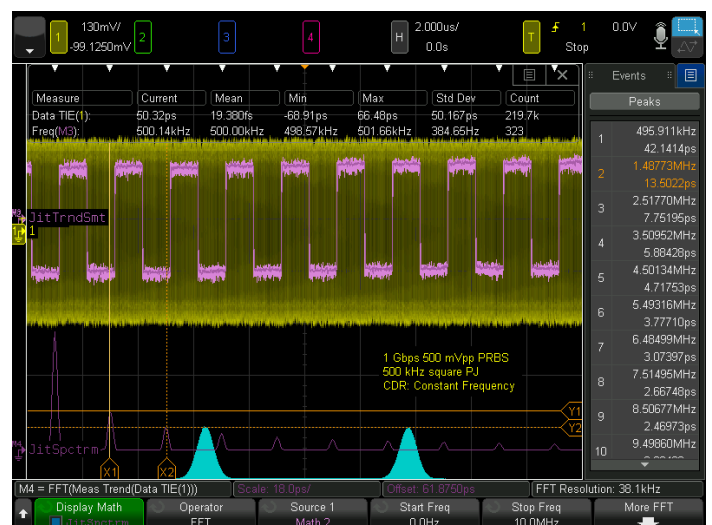 1
130mV/
-99.1250mV
2
3
4
H
2.000us/
0.0s
T
1
Stop
0.0V
Events
Peaks
Measure Current Mean Min Max Std Dev Count
Data TIE(1): 50.32ps 19.380fs -68.91ps 66.48ps 50.167ps 219.7k
Freq(M3): 500.14kHz 500.00kHz 498.57kHz 501.66kHz 384.65Hz 323
1 495.911kHz
42.1414ps
2 1.48773MHz
13.5022ps
3 2.51770MHz
7.75195ps
4 3.50952MHz
5.88428ps
5 4.50134MHz
4.71753ps
6 5.49316MHz
3.77710ps
7 6.48499MHz
3.07397ps
8 7.51495MHz
2.66748ps
9 8.50677MHz
2.46973ps
10 9.49860MHz
M3
JitTrndSmt
1
1
1 Gbps 500 mVpp PRBS
500 kHz square PJ
CDR: Constant Frequency
Y1
Y2
M4
JitSpctrm
X1
X2
M4 = FFT(Meas Trend(Data TIE(1)))
Scale: 18.0ps/
Offset: 61.8750ps
FFT Resolution: 38.1kHz
Display Math
JitSpctrm
Operator
FFT
Source 1
Math 2
Start Freq
0.0Hz
Stop Freq
10.0MHz
More FFT